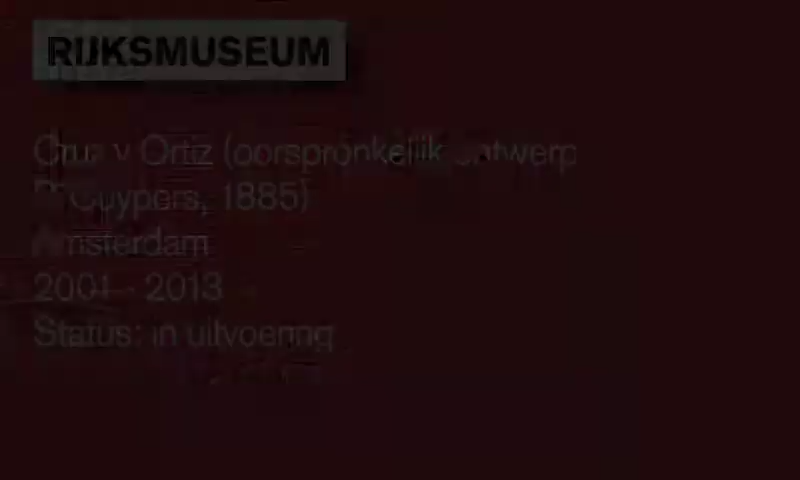 RIJKSMUSEUM
Cruz y Ortiz (oorspronkelijk ontwerp
Cuypers, 1885)
Amsterdam
2001 - 2013
Status: in uitvoering